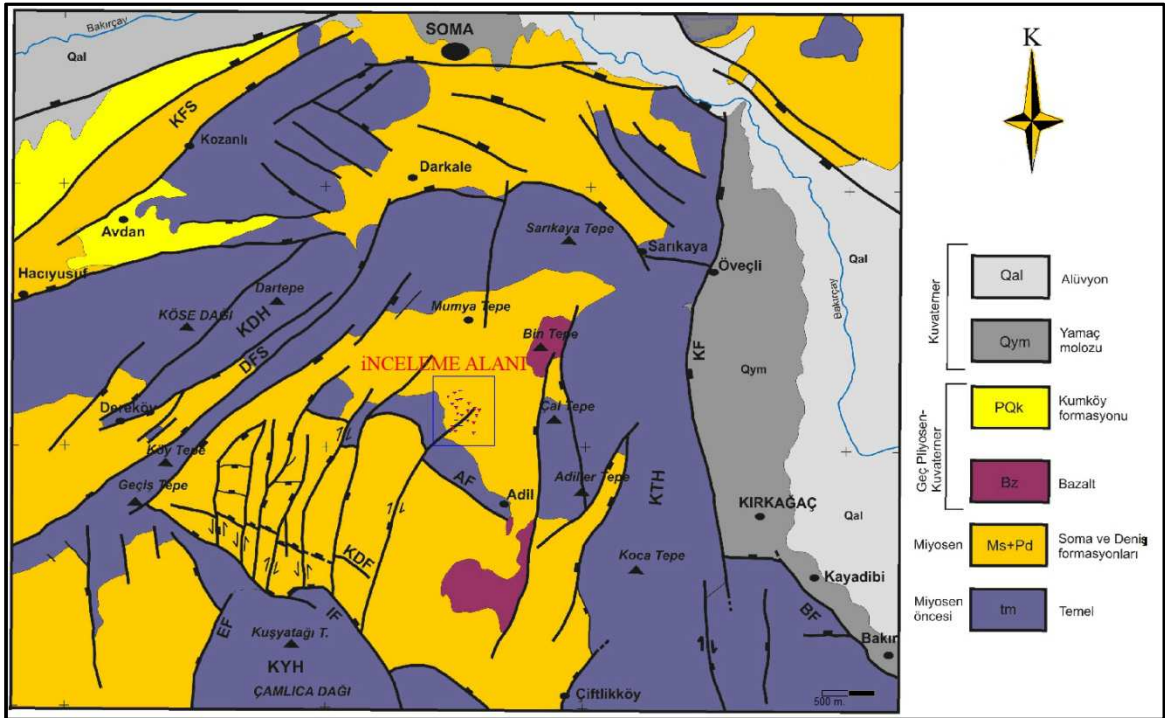 Bakırçay
Qal
SOMA
KFS
Kozanlı
Darkale
Avdan
Hacıyusuf
Sarıkaya Tepe
Sarıkaya
Öveçli
Qal
Bakırçay
Dartepe
KÖSE DAĞI
KDH
Mumya Tepe
Bin Tepe
KF
Qym
DFS
İNCELEME ALANI
Dereköy
Çal Tepe
Köy Tepe
Geçiş Tepe
AF
Adil
Adiller Tepe
KTH
KIRKAĞAÇ
Qal
KDF
Koca Tepe
Kayadibi
EF
IF
BF
Kuşyatağı T.
Bakır
KYH
ÇAMLICA DAĞI
Çiftlikköy
500 m.
K
Kuvaterner
Qal
Alüvyon
Qym
Yamaç
molozu
Geç Pliyosen-
Kuvaterner
PQk
Kumköy
formasyonu
Bz
Bazalt
Miyosen
Ms+Pd
Soma ve Deniş
formasyonları
Miyosen
öncesi
tm
Temel